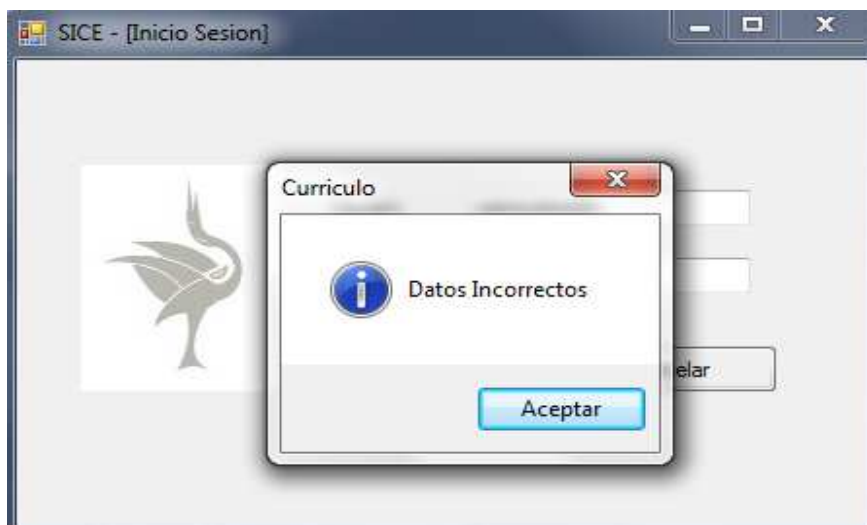 SICE - [Inicio Sesion]
Curriculo
Datos Incorrectos
elar
Aceptar